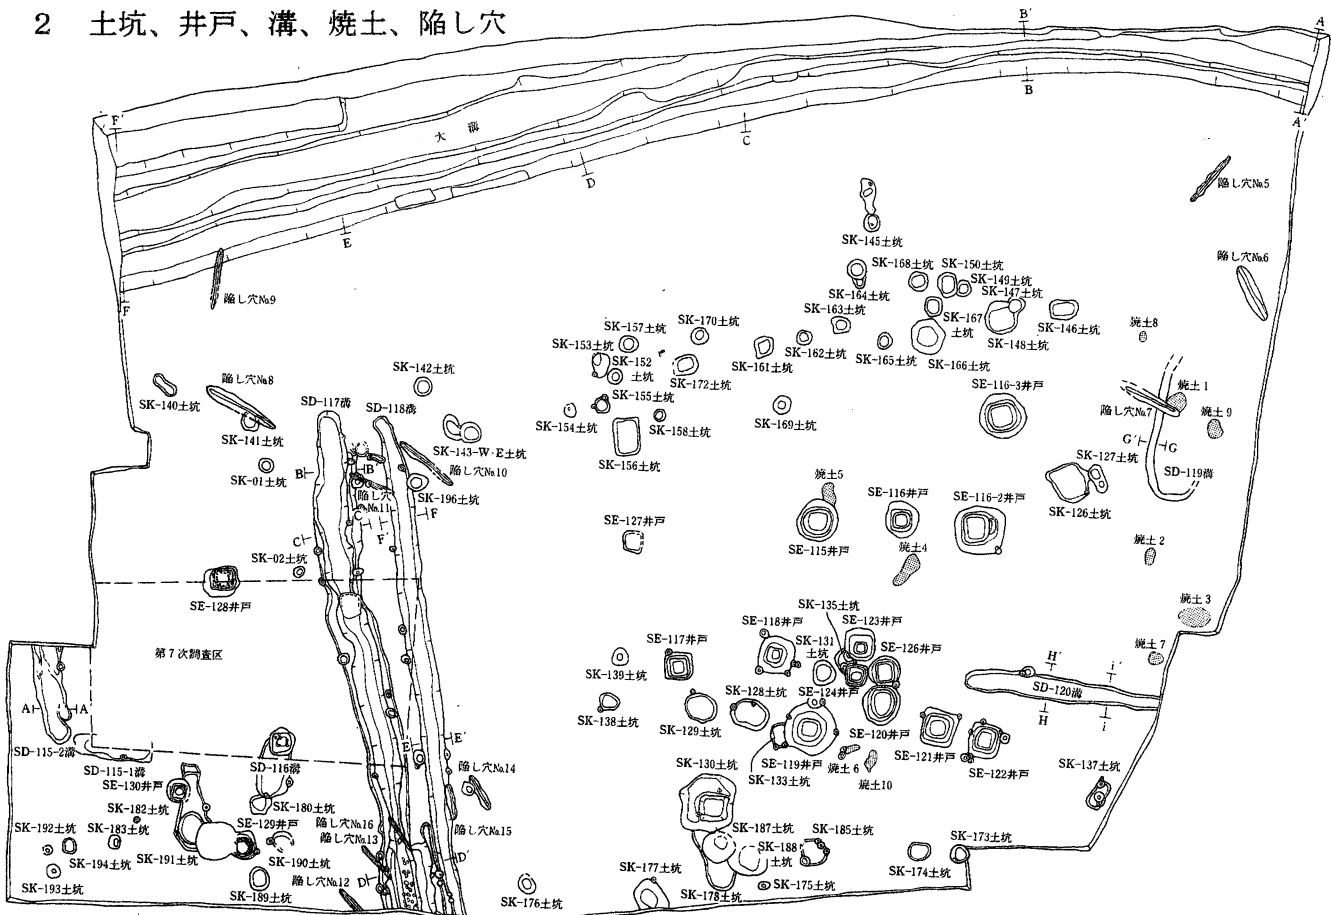 2 土坑、井戸、溝、焼土、陥し穴
B'
A
F'
大溝
B
A'
C
D
E
F
陥し穴No.5
SK-145土坑
陥し穴No.6
SK-168土坑
SK-150土坑
SK-149土坑
SK-147土坑
SK-164土坑
陥し穴No.9
SK-163土坑
SK-167土坑
SK-146土坑
焼土8
SK-157土坑
SK-170土坑
SK-153土坑
SK-152土坑
SK-161土坑
SK-162土坑
SK-165土坑
SK-166土坑
SK-148土坑
SK-142土坑
SK-172土坑
陥し穴No.8
SE-116-3井戸
焼土1
SK-140土坑
SD-117溝
SD-118溝
SK-155土坑
陥し穴No.7
焼土9
SK-141土坑
SK-154土坑
SK-158土坑
SK-169土坑
G'
G
SK-143-W・E土坑
SK-156土坑
SK-127土坑
SK-01土坑
B
B'
陥し穴No.10
焼土5
SD-119溝
陥し穴No.11
SK-196土坑
SE-116井戸
SE-116-2井戸
SK-126土坑
C
C'
F'
F
SE-127井戸
SE-115井戸
焼土4
焼土2
SK-02土坑
SE-128井戸
焼土3
SK-135土坑
SE-118井戸
SE-123井戸
SE-117井戸
SK-131土坑
SE-126井戸
焼土7
第7次調査区
H'
i'
SK-139土坑
SD-120溝
SK-128土坑
SE-124井戸
A
A'
SK-138土坑
SK-129土坑
SE-120井戸
H
i
SD-115-2溝
E
E'
SE-119井戸
SE-121井戸
SE-122井戸
SD-115-1溝
SD-116溝
陥し穴No.14
SK-130土坑
SK-133土坑
焼土6
焼土10
SK-137土坑
SE-130井戸
SK-182土坑
SK-180土坑
SK-192土坑
SK-183土坑
SE-129井戸
陥し穴No.16
陥し穴No.13
陥し穴No.15
SK-187土坑
SK-185土坑
SK-173土坑
SK-194土坑
SK-191土坑
SK-190土坑
D'
SK-188土坑
SK-193土坑
SK-189土坑
陥し穴No.12
D
SK-177土坑
SK-174土坑
SK-176土坑
SK-178土坑
SK-175土坑